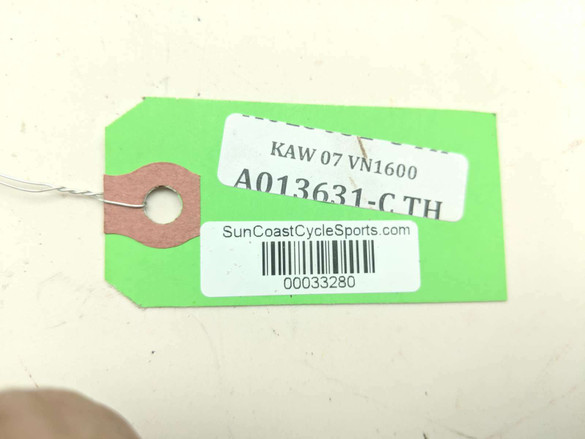 KAW 07 VN1600
A013631-C TH
SunCoastCycleSports.com
00033280